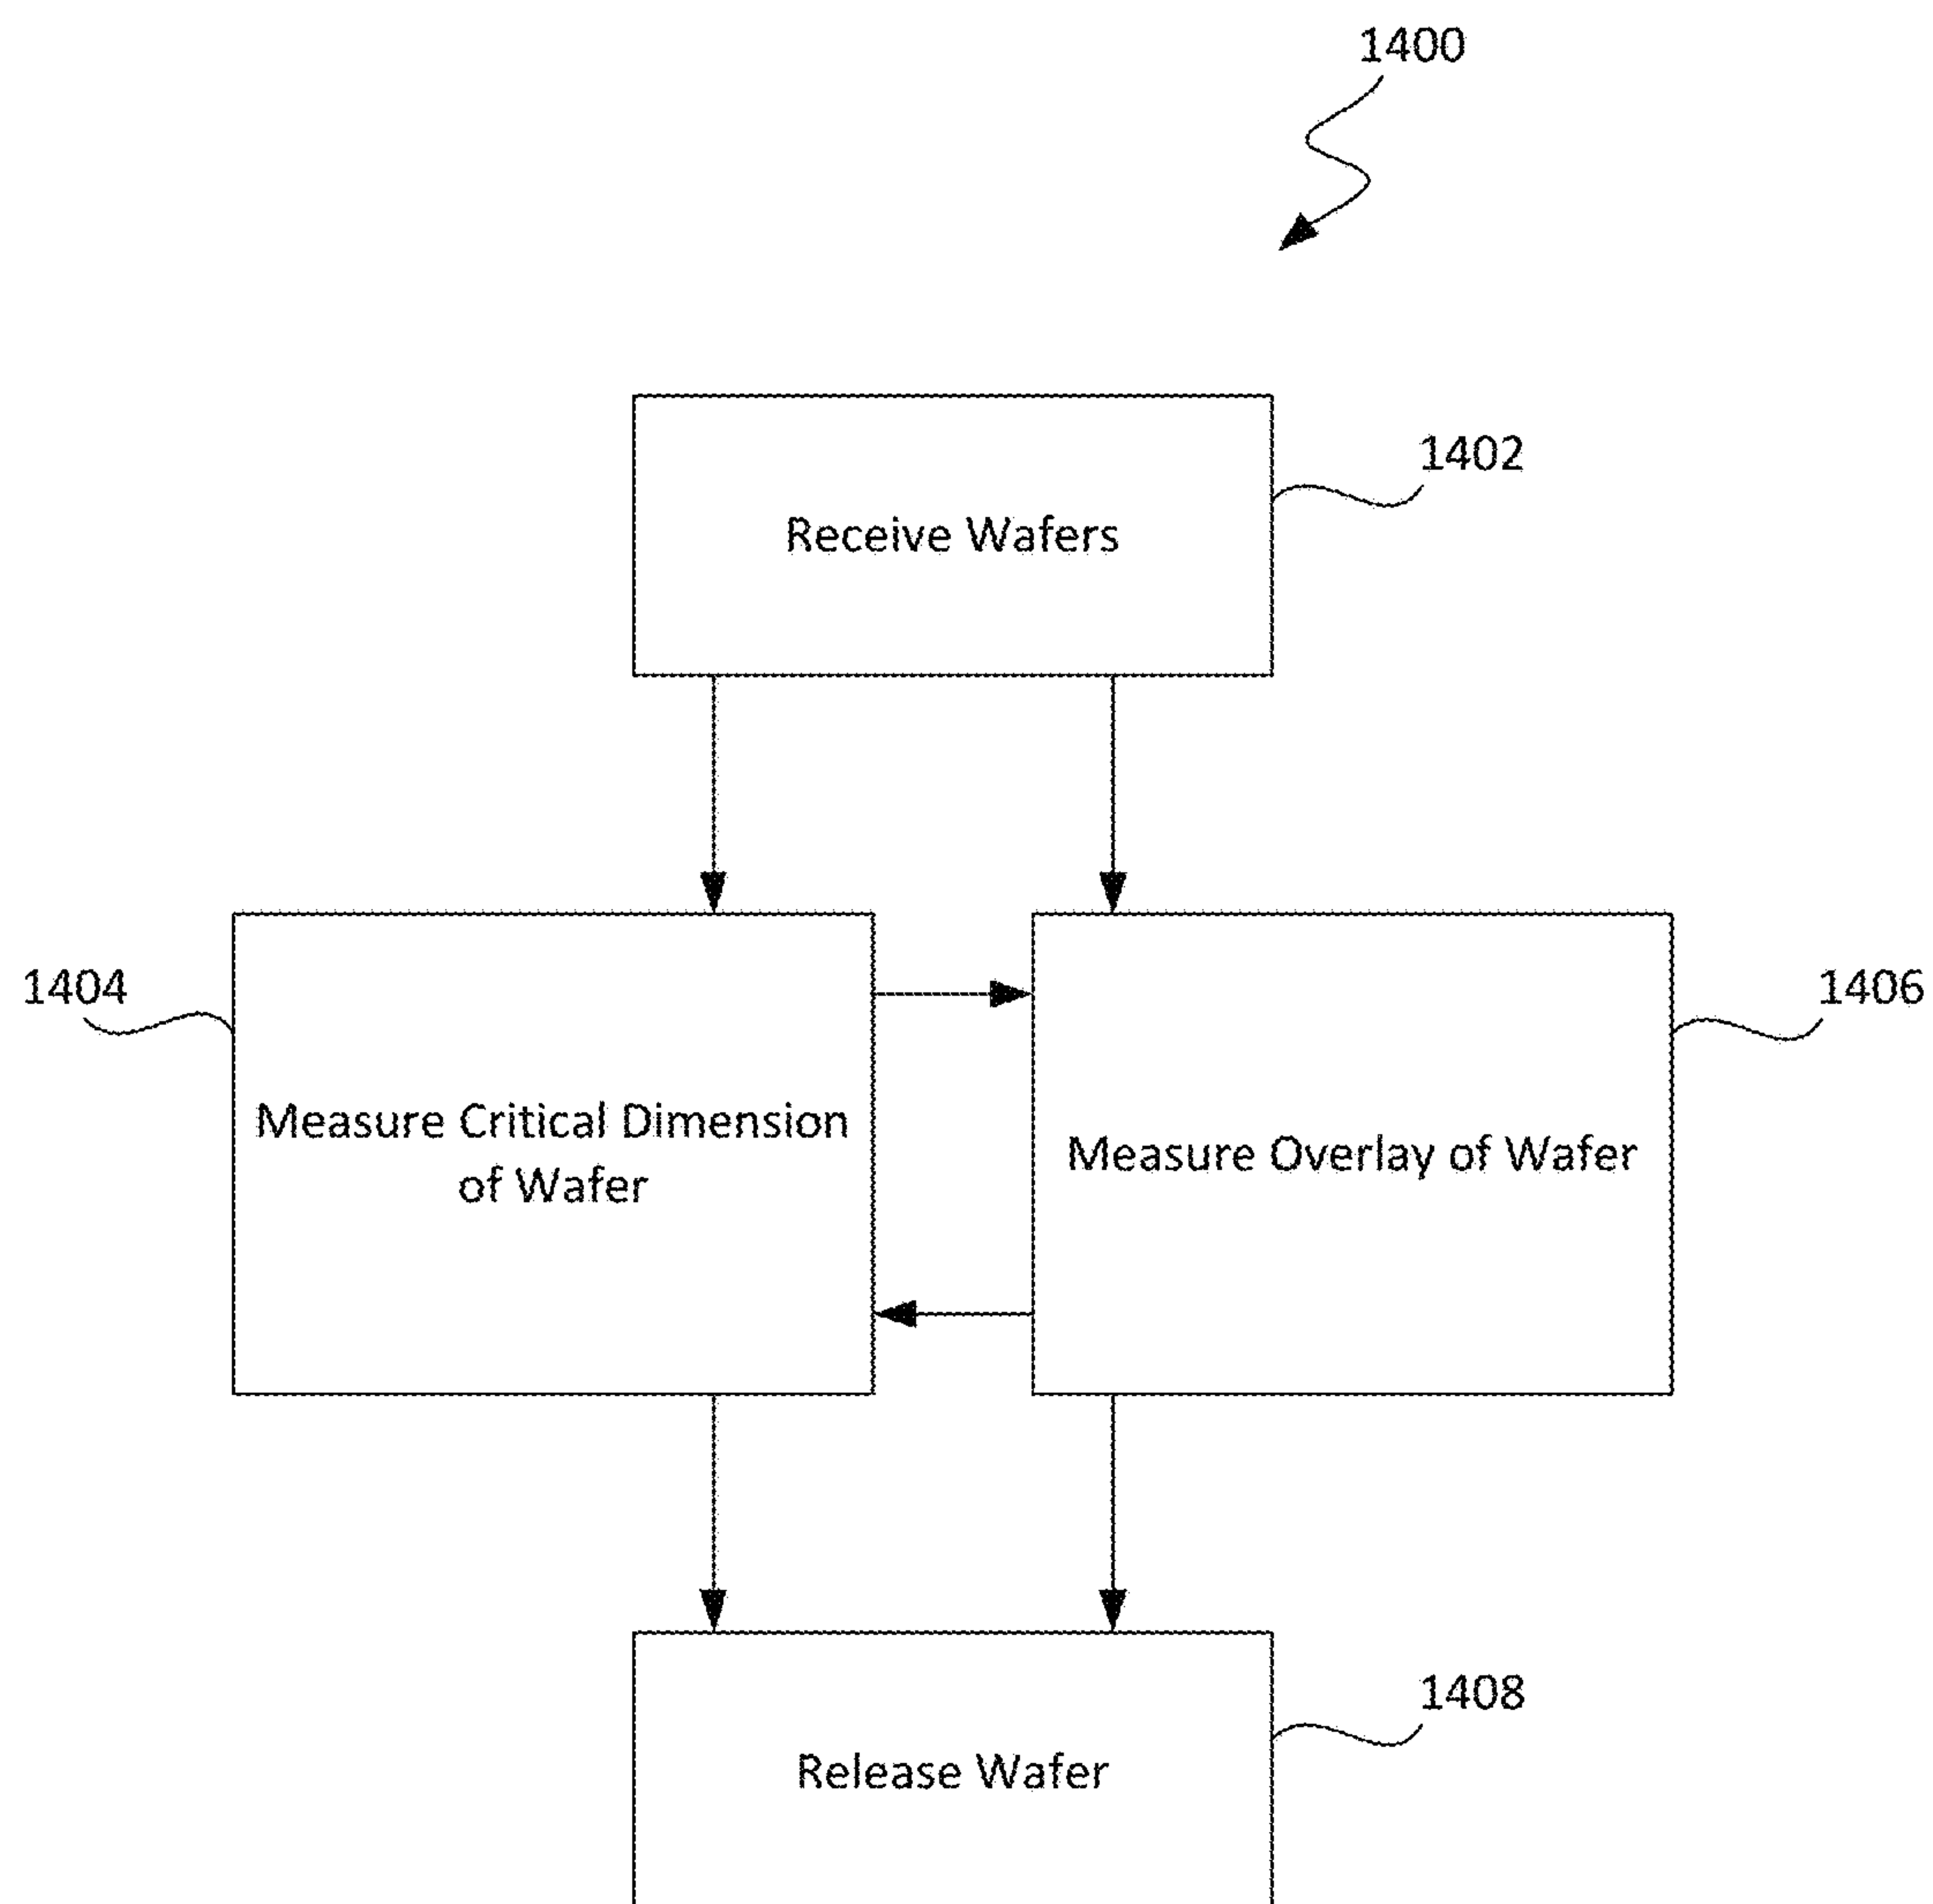 1400
1402
Receive Wafers
1404
1406
Measure Critical Dimension
of Wafer
Measure Overlay of Wafer
1408
Release Wafer